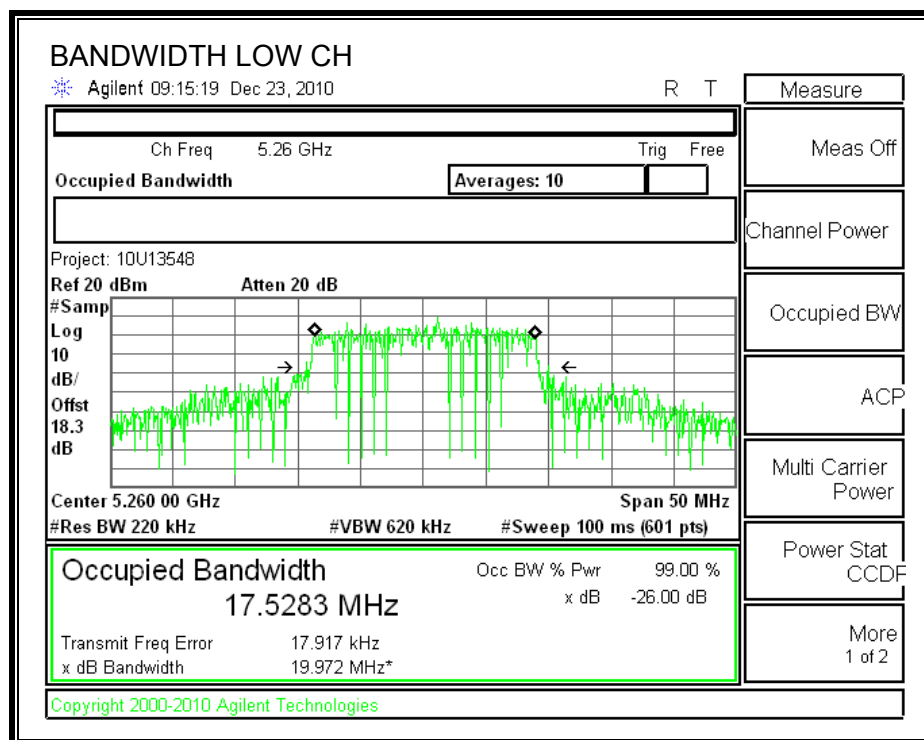 BANDWIDTH LOW CH
Agilent 09:15:19 Dec 23, 2010
R T
Ch Freq 5.26 GHz
Trig Free
Occupied Bandwidth
Averages: 10
Project: 10U13548
Ref 20 dBm
Atten 20 dB
#Samp
Log
10
dB/
Offst
18.3
dB
Center 5.260 00 GHz
Span 50 MHz
#Res BW 220 kHz
#VBW 620 kHz
#Sweep 100 ms (601 pts)
Occupied Bandwidth
17.5283 MHz
Occ BW % Pwr 99.00 %
x dB -26.00 dB
Transmit Freq Error 17.917 kHz
x dB Bandwidth 19.972 MHz*
Copyright 2000-2010 Agilent Technologies
Measure
Meas Off
Channel Power
Occupied BW
ACP
Multi Carrier
Power
Power Stat
CCDF
More
1 of 2